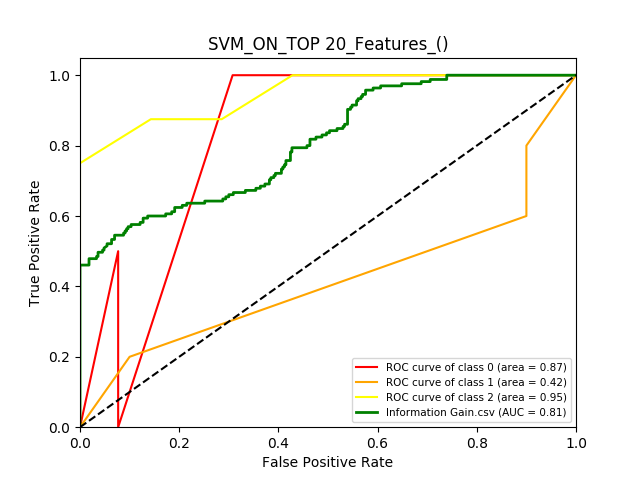 SVM_ON_TOP 20_Features_()
1.0
0.8
0.6
0.4
0.2
0.0
True Positive Rate
0.0 0.2 0.4 0.6 0.8 1.0
False Positive Rate
ROC curve of class 0 (area = 0.87)
ROC curve of class 1 (area = 0.42)
ROC curve of class 2 (area = 0.95)
Information Gain.csv (AUC = 0.81)